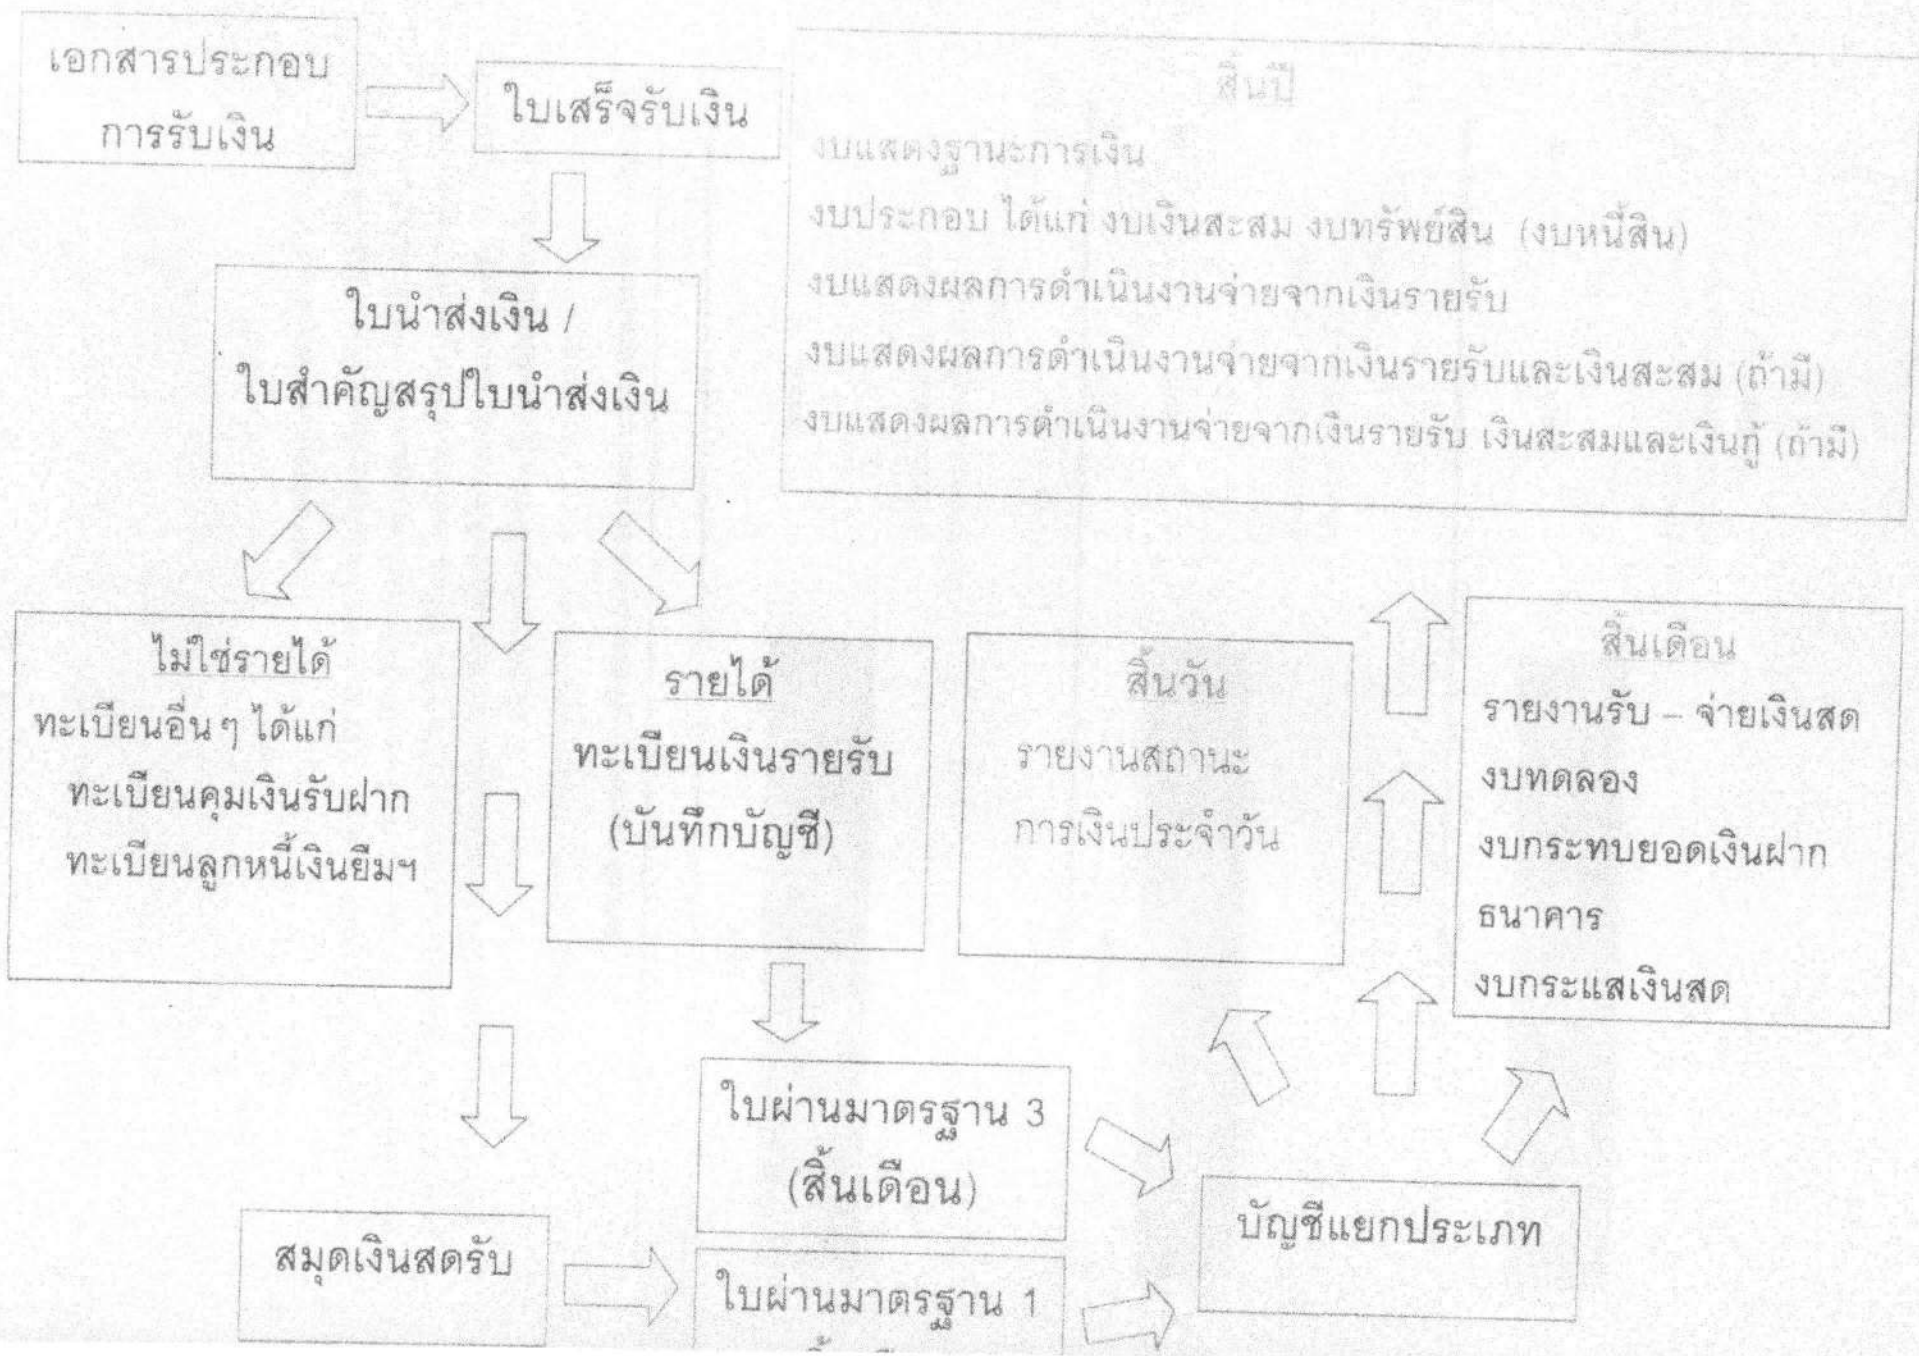 เอกสารประกอบ
การรับเงิน
ใบเสร็จรับเงิน
สิ้นปี
งบแสดงฐานะการเงิน
งบประกอบ ได้แก่ งบเงินสะสม งบทรัพย์สิน (งบหนี้สิน)
งบแสดงผลการดำเนินงานจ่ายจากเงินรายรับ
งบแสดงผลการดำเนินงานจ่ายจากเงินรายรับและเงินสะสม (ถ้ามี)
งบแสดงผลการดำเนินงานจ่ายจากเงินรายรับ เงินสะสมและเงินกู้ (ถ้ามี)
ใบนำส่งเงิน /
ใบสำคัญสรุปใบนำส่งเงิน
ไม่ใช่รายได้
ทะเบียนอื่นๆ ได้แก่
ทะเบียนคุมเงินรับฝาก
ทะเบียนลูกหนี้เงินยืมฯ
รายได้
ทะเบียนเงินรายรับ
(บันทึกบัญชี)
สิ้นวัน
รายงานสถานะ
การเงินประจำวัน
สิ้นเดือน
รายงานรับ – จ่ายเงินสด
งบทดลอง
งบกระทบยอดเงินฝาก
ธนาคาร
งบกระแสเงินสด
ใบผ่านมาตรฐาน 3
(สิ้นเดือน)
บัญชีแยกประเภท
สมุดเงินสดรับ
ใบผ่านมาตรฐาน 1